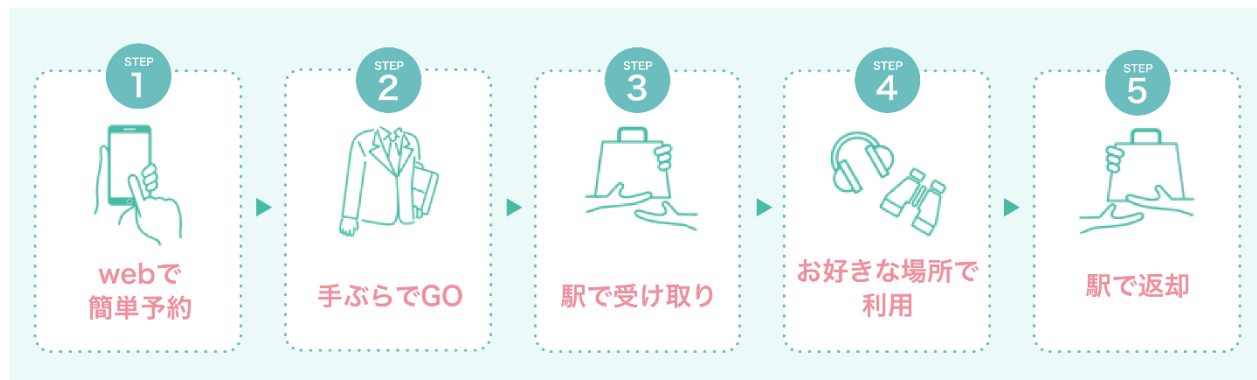 STEP
1
webで
簡単予約
STEP
2
手ぶらでGO
STEP
3
駅で受け取り
STEP
4
お好きな場所で
利用
STEP
5
駅で返却